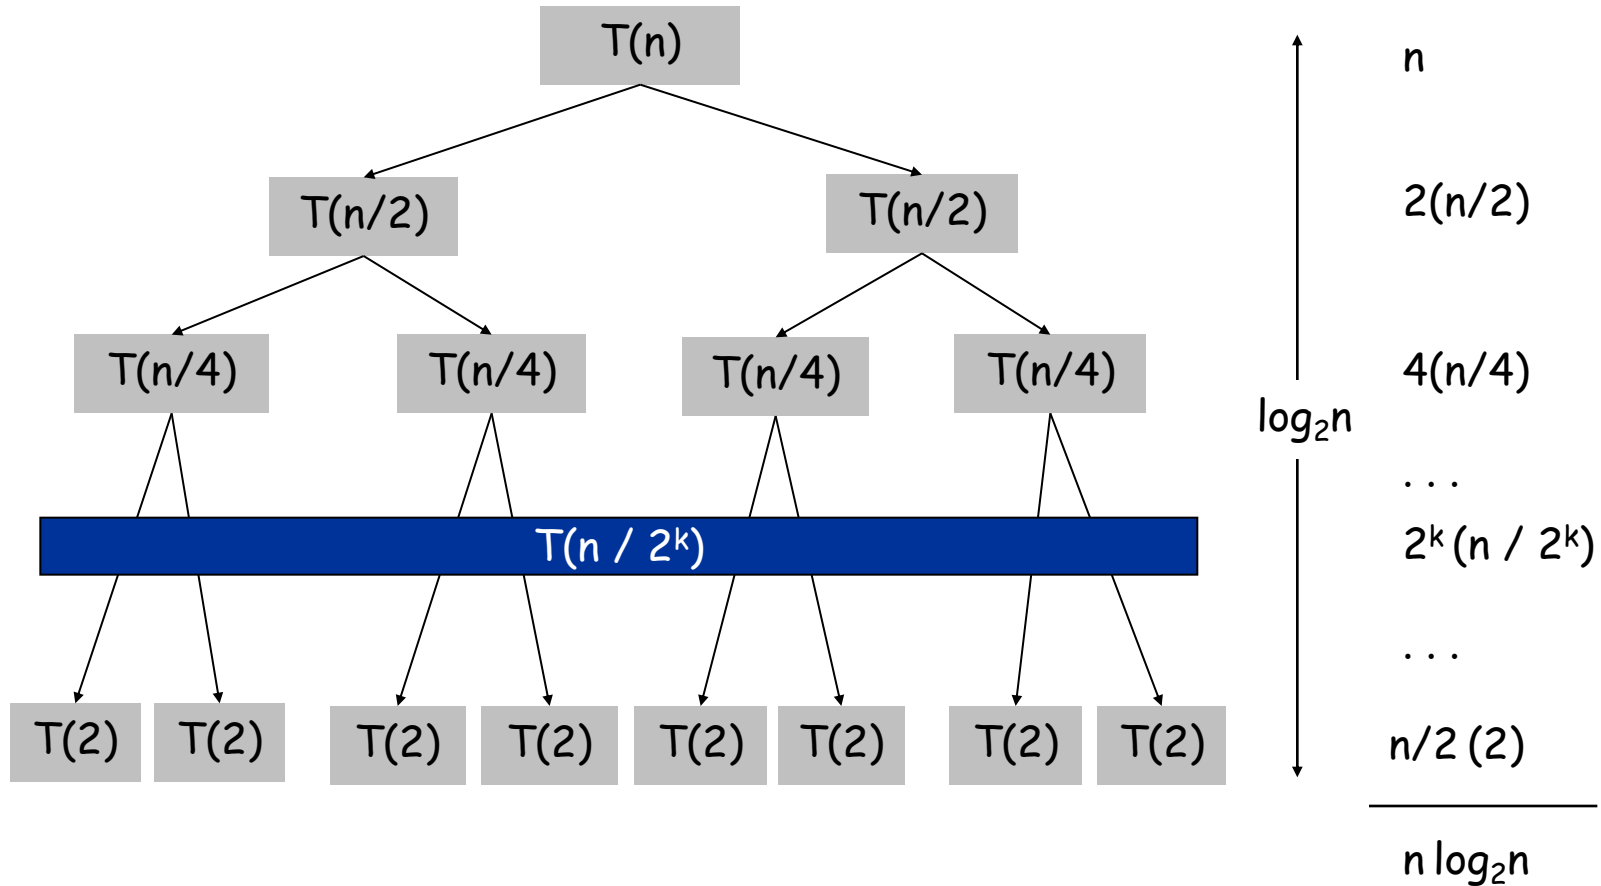 T(n)
n
T(n/2) T(n/2)
2(n/2)
T(n/4) T(n/4) T(n/4) T(n/4)
4(n/4)
log₂n
. . .
T(n / 2ᵏ)
2ᵏ (n / 2ᵏ)
. . .
T(2) T(2) T(2) T(2) T(2) T(2) T(2) T(2)
n/2 (2)
n log₂n